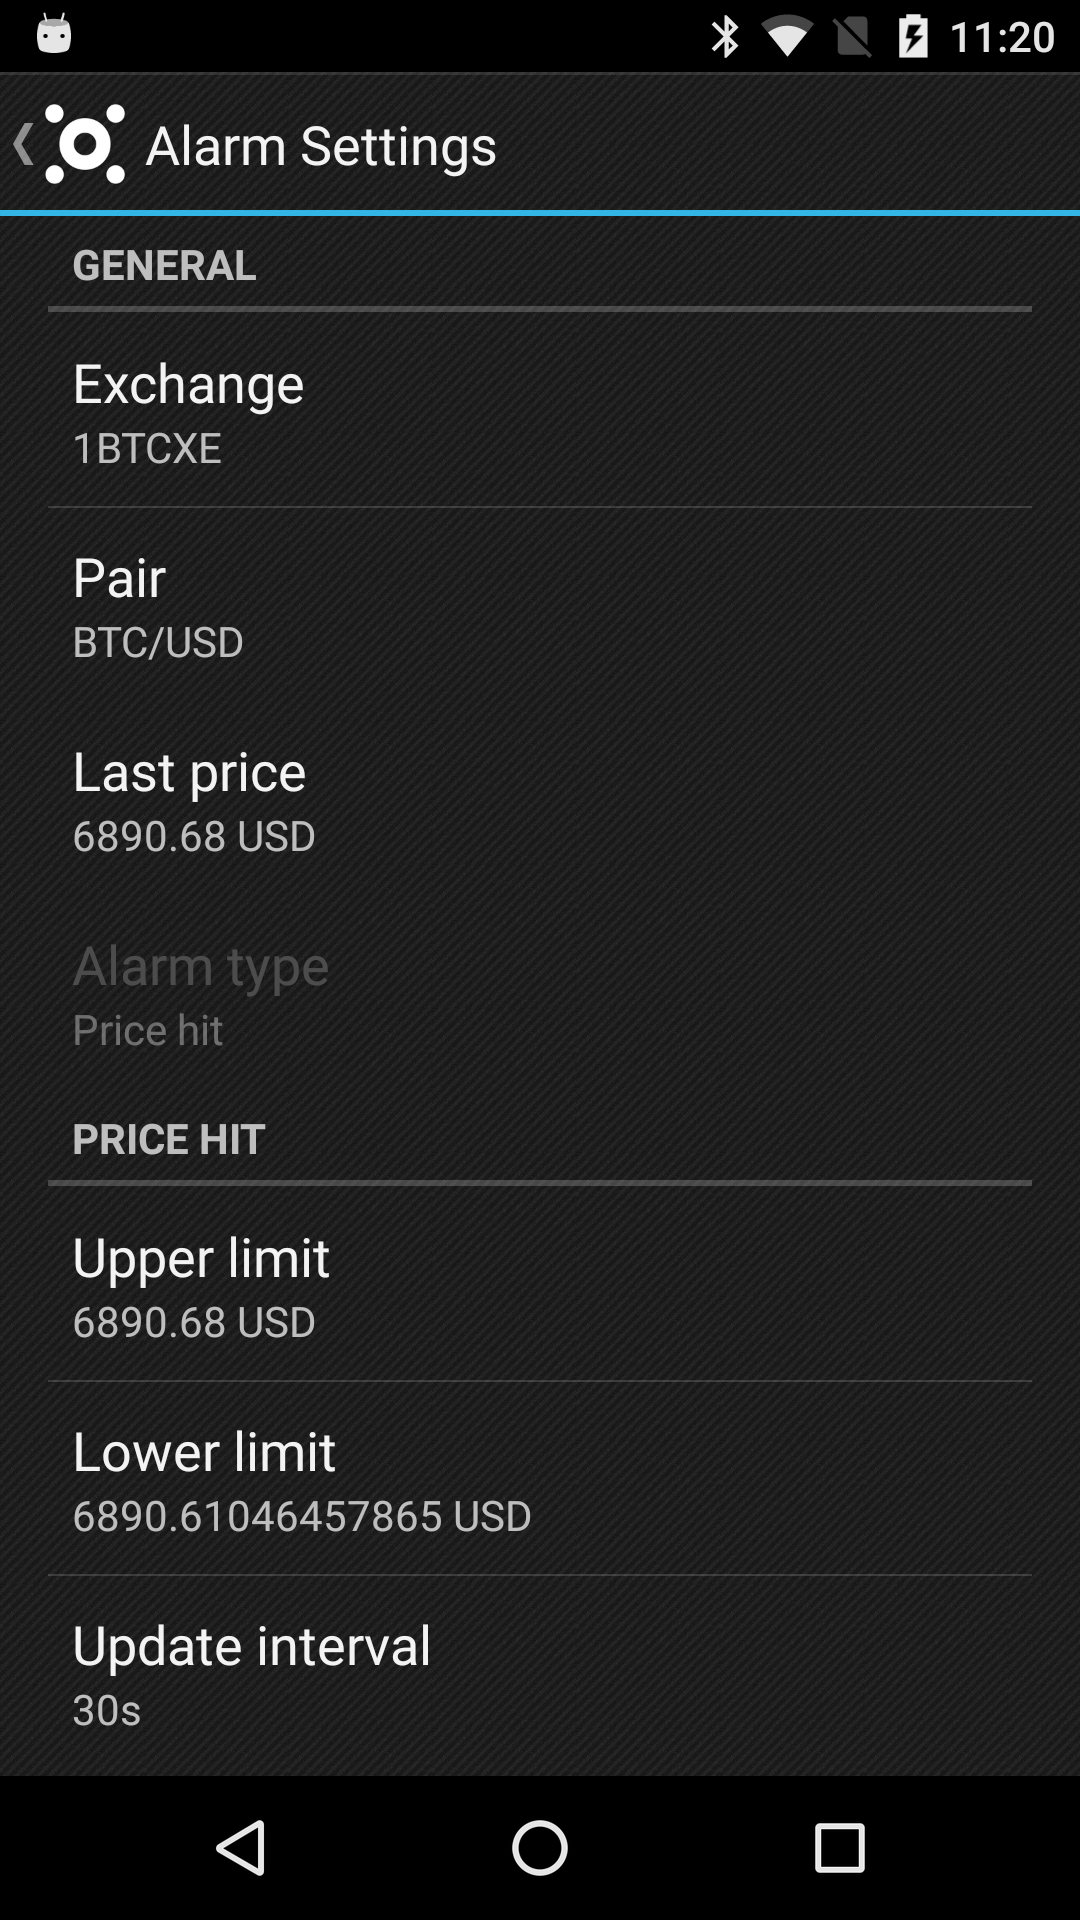 11:20
Alarm Settings
GENERAL
Exchange
1BTCXE
Pair
BTC/USD
Last price
6890.68 USD
Alarm type
Price hit
PRICE HIT
Upper limit
6890.68 USD
Lower limit
6890.61046457865 USD
Update interval
30s